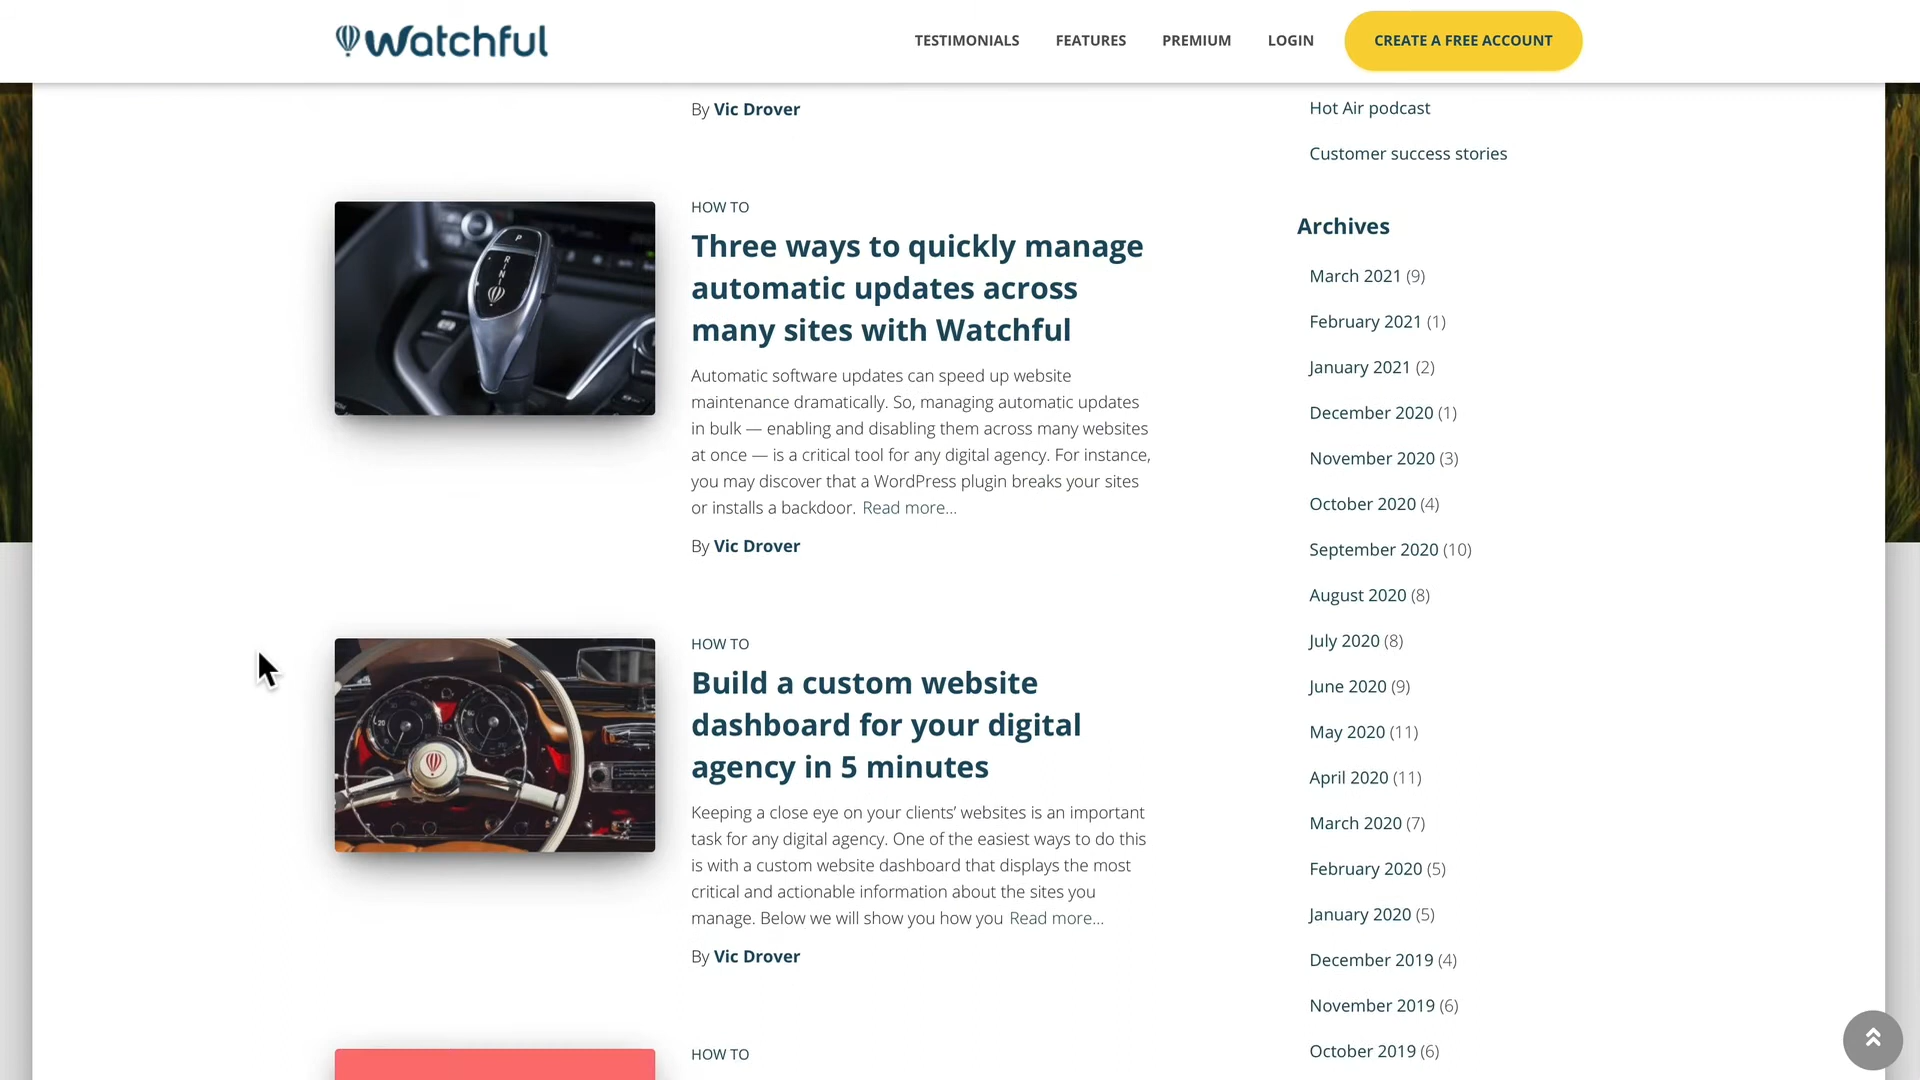 Watchful
TESTIMONIALS
FEATURES
PREMIUM
LOGIN
CREATE A FREE ACCOUNT
By Vic Drover
HOW TO
Three ways to quickly manage
automatic updates across
many sites with Watchful
Automatic software updates can speed up website
maintenance dramatically. So, managing automatic updates
in bulk — enabling and disabling them across many websites
at once — is a critical tool for any digital agency. For instance,
you may discover that a WordPress plugin breaks your sites
or installs a backdoor. Read more...
By Vic Drover
HOW TO
Build a custom website
dashboard for your digital
agency in 5 minutes
Keeping a close eye on your clients’ websites is an important
task for any digital agency. One of the easiest ways to do this
is with a custom website dashboard that displays the most
critical and actionable information about the sites you
manage. Below we will show you how you Read more...
By Vic Drover
HOW TO
Hot Air podcast
Customer success stories
Archives
March 2021 (9)
February 2021 (1)
January 2021 (2)
December 2020 (1)
November 2020 (3)
October 2020 (4)
September 2020 (10)
August 2020 (8)
July 2020 (8)
June 2020 (9)
May 2020 (11)
April 2020 (11)
March 2020 (7)
February 2020 (5)
January 2020 (5)
December 2019 (4)
November 2019 (6)
October 2019 (6)